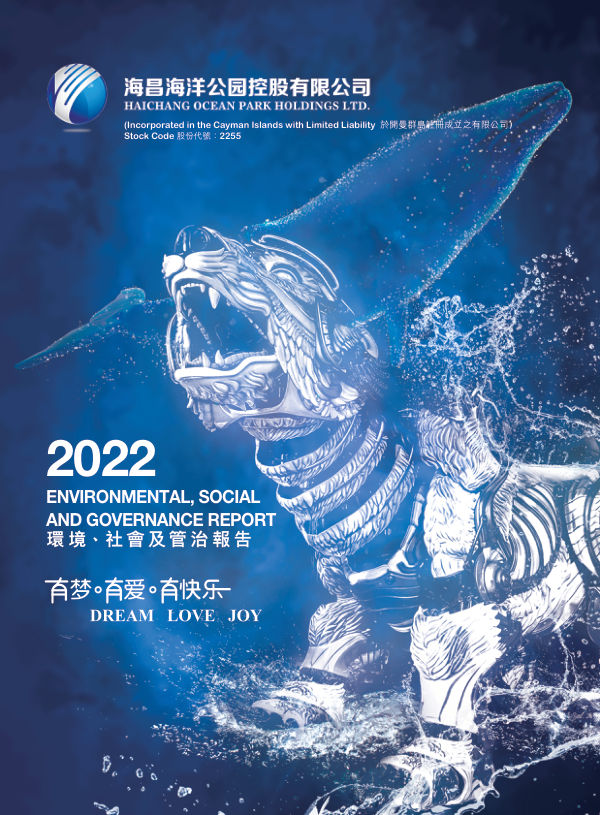 海昌海洋公园控股有限公司
HAICHANG OCEAN PARK HOLDINGS LTD.
(Incorporated in the Cayman Islands with Limited Liability 於開曼群島註冊成立之有限公司)
Stock Code 股份代號：2255
2022
ENVIRONMENTAL, SOCIAL
AND GOVERNANCE REPORT
環境、社會及管治報告
有梦。有爱。有快乐
DREAM LOVE JOY